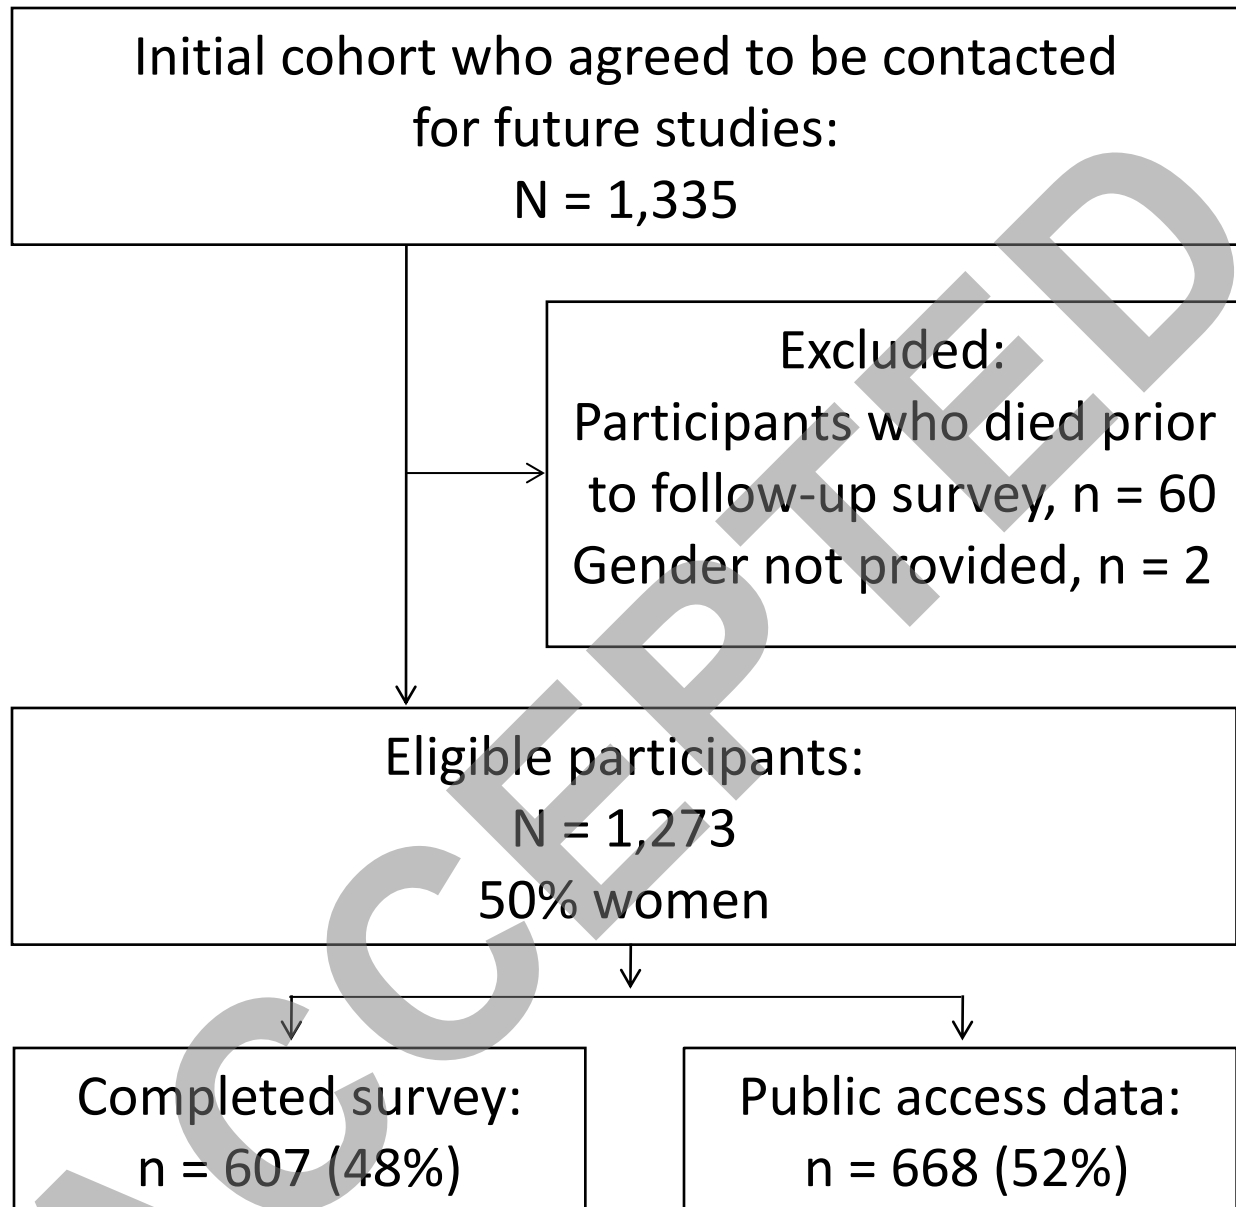 Initial cohort who agreed to be contacted
for future studies:
N = 1,335
Excluded:
Participants who died prior
to follow-up survey, n = 60
Gender not provided, n = 2
Eligible participants:
N = 1,273
50% women
Completed survey:
n = 607 (48%)
Public access data:
n = 668 (52%)
ACCEPTED